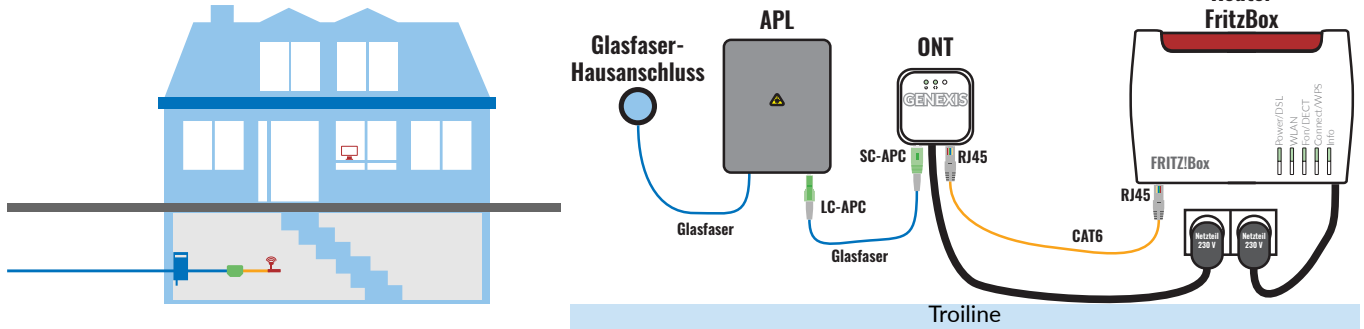 Router
FritzBox
APL
ONT
Glasfaser-
Hausanschluss
GENEXIS
SC-APC
RJ45
LC-APC
Glasfaser
Glasfaser
CAT6
RJ45
FRITZ!Box
Power/DSL
WLAN
Fon/DECT
Connect/WPS
Info
Netzteil
230 V
Netzteil
230 V
Troiline